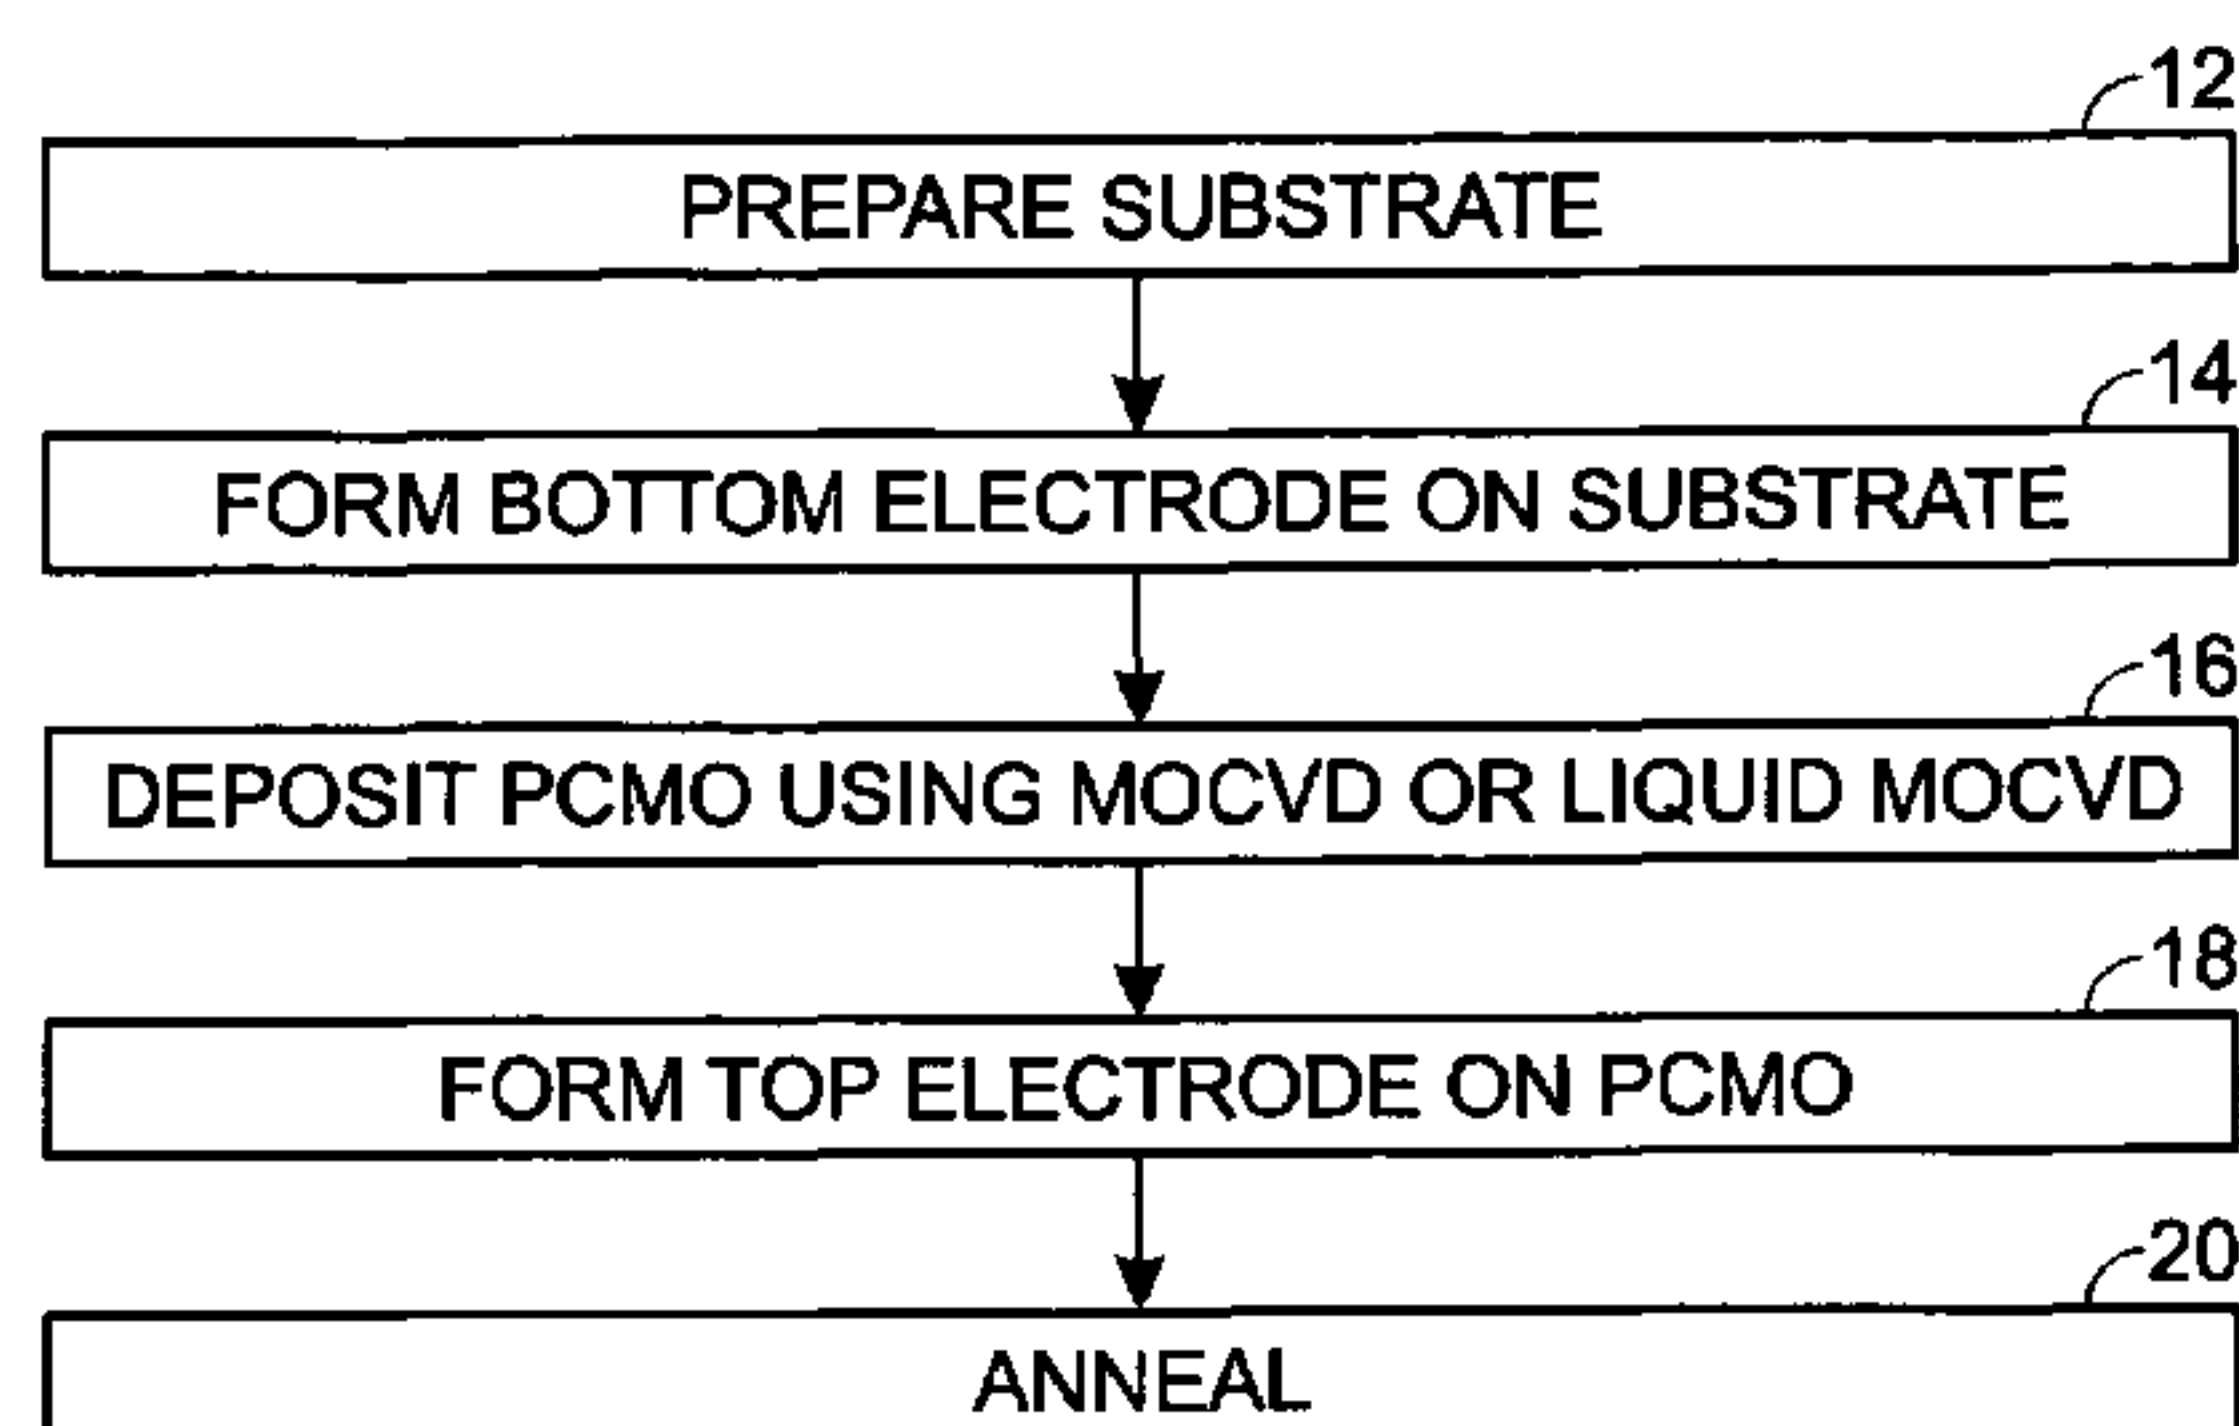 12
PREPARE SUBSTRATE
14
FORM BOTTOM ELECTRODE ON SUBSTRATE
16
DEPOSIT PCMO USING MOCVD OR LIQUID MOCVD
18
FORM TOP ELECTRODE ON PCMO
20
ANNEAL